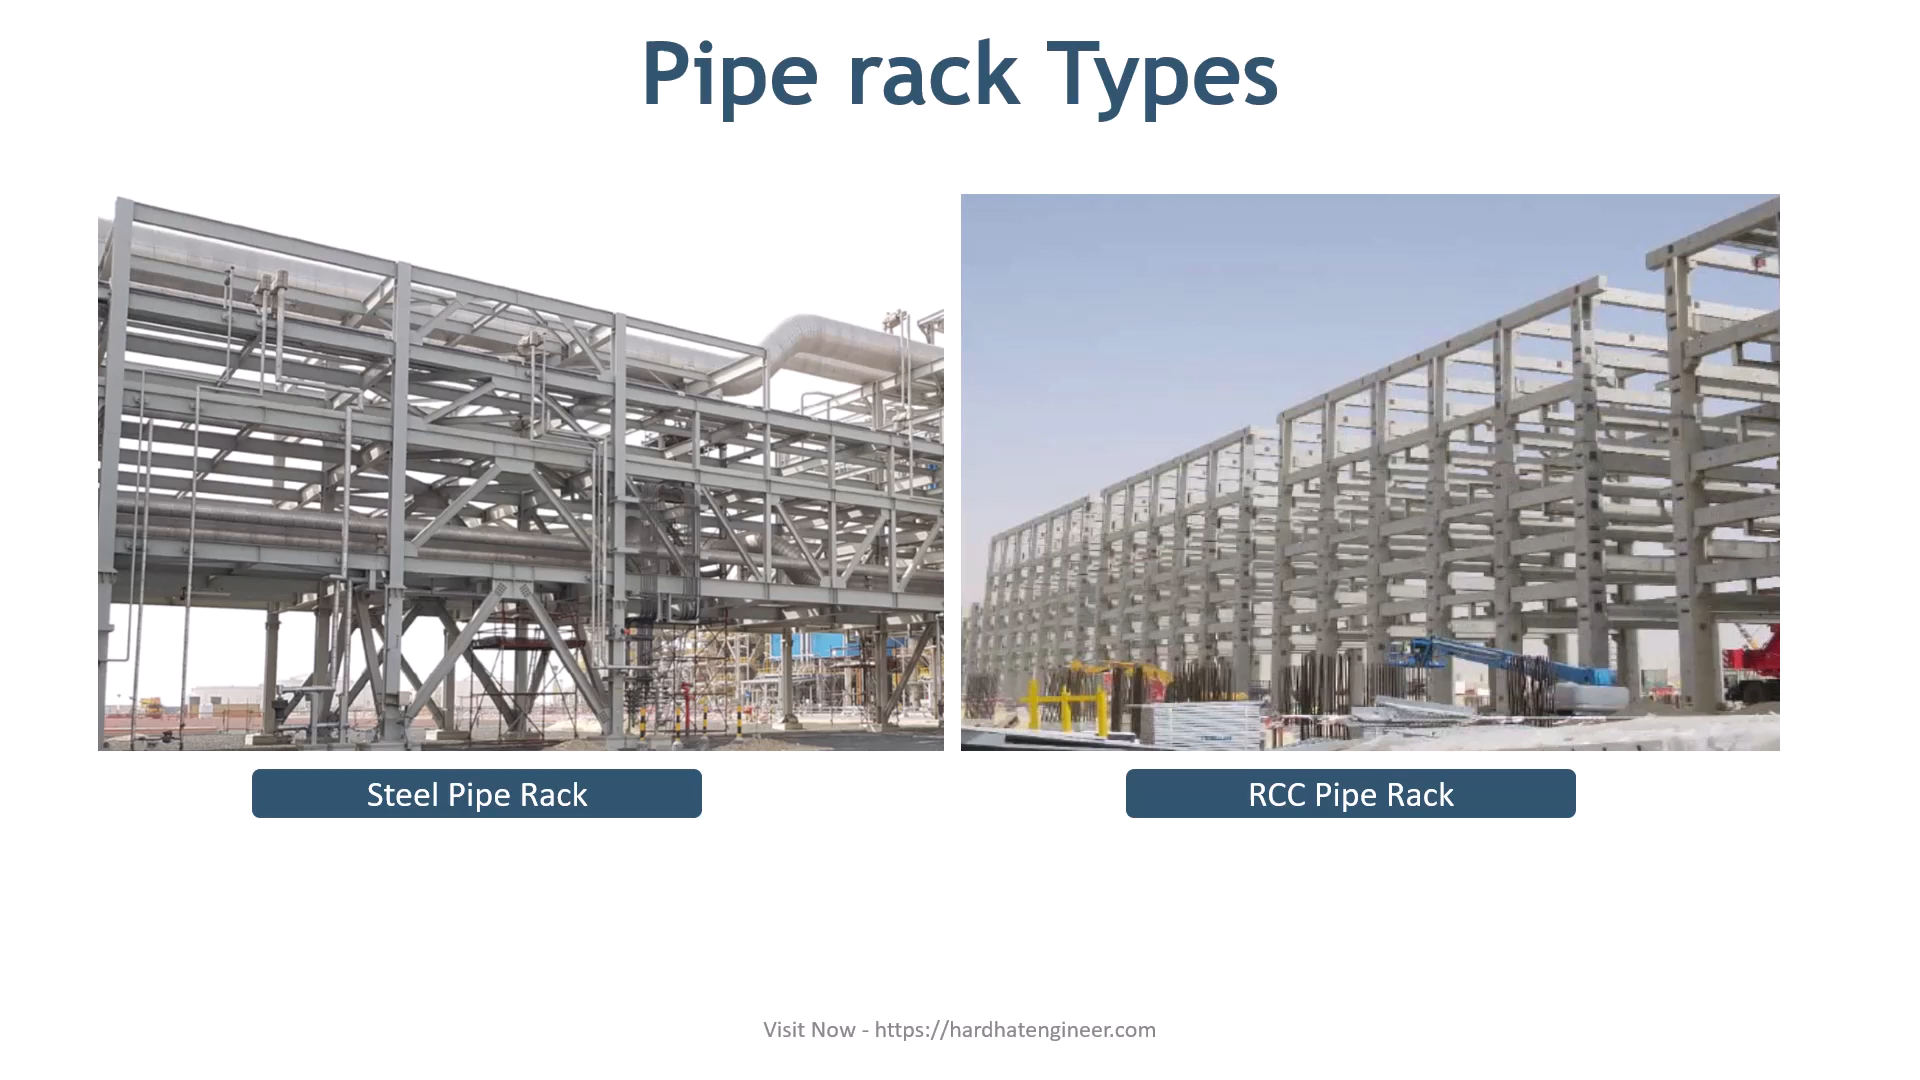 Pipe rack Types
Steel Pipe Rack
RCC Pipe Rack
Visit Now - https://hardhatengineer.com